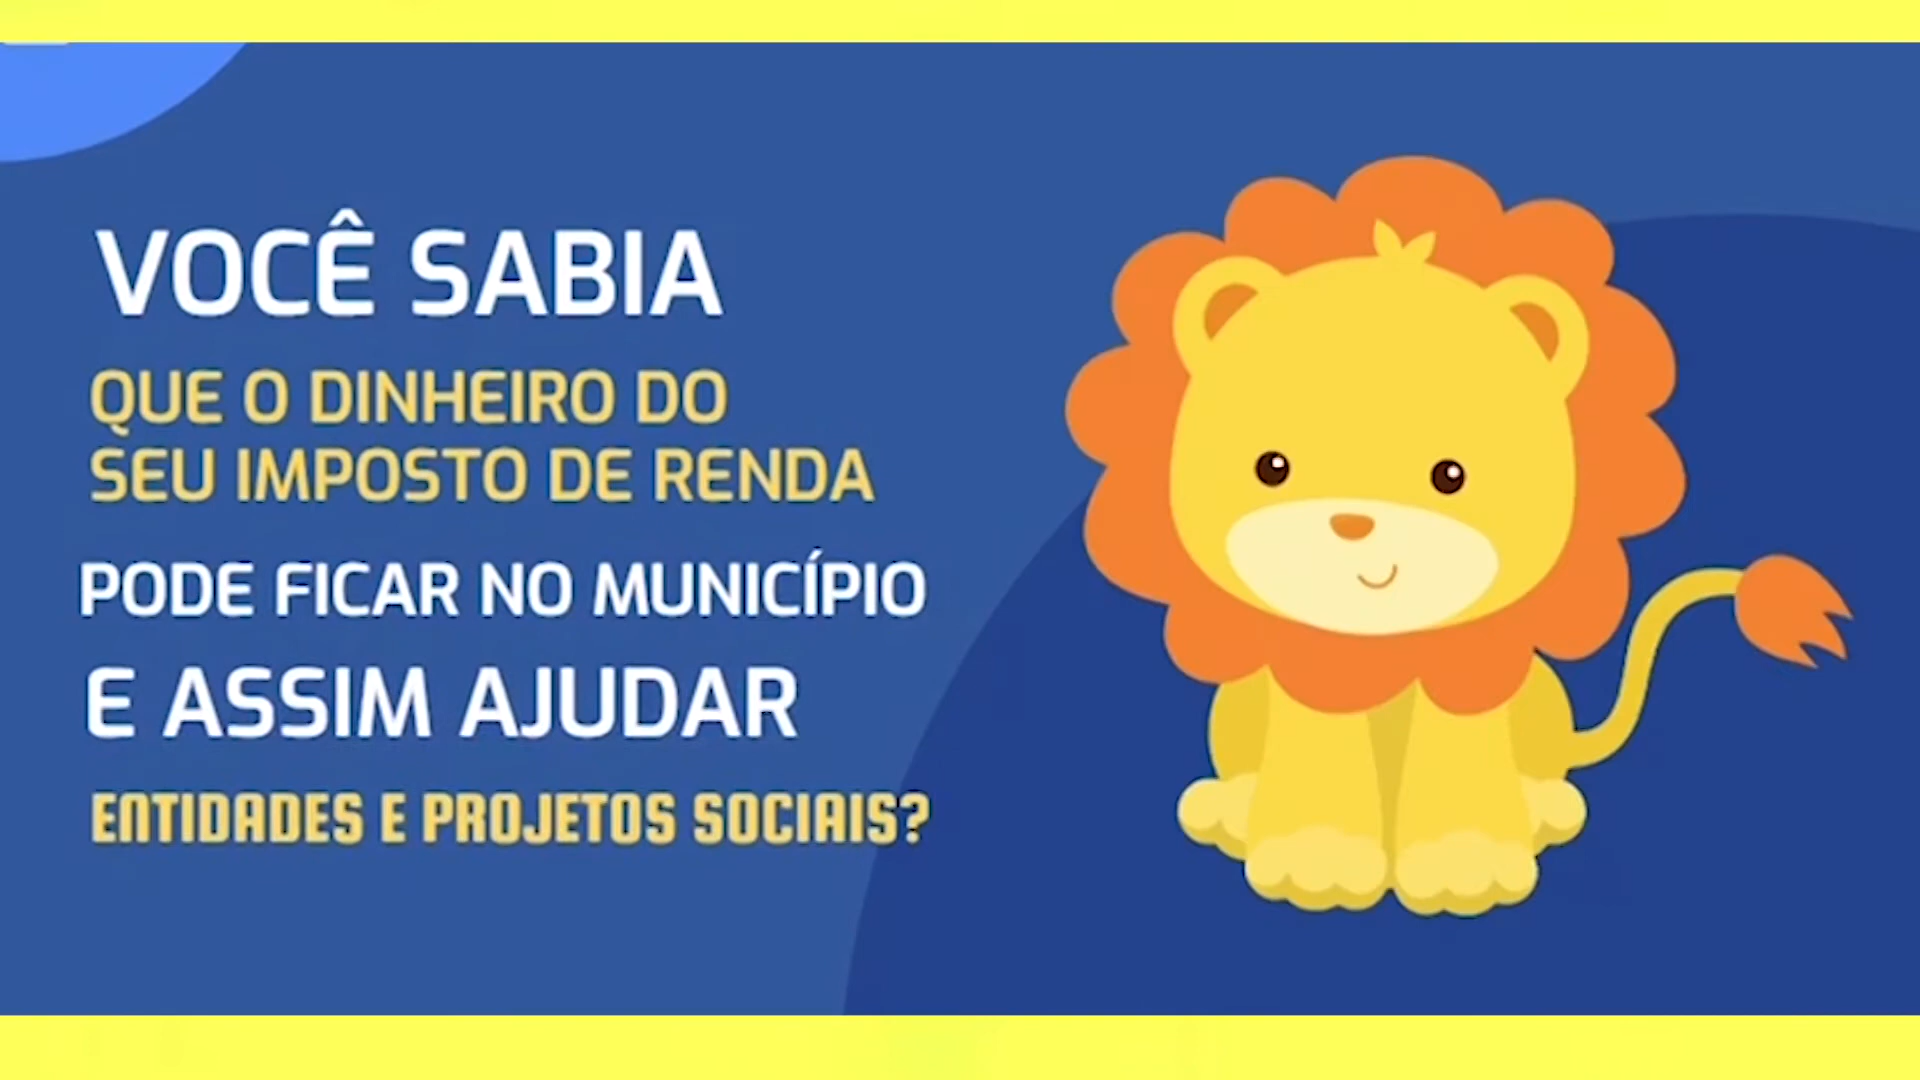 VOCÊ SABIA
QUE O DINHEIRO DO
SEU IMPOSTO DE RENDA
PODE FICAR NO MUNICÍPIO
E ASSIM AJUDAR
ENTIDADES E PROJETOS SOCIAIS?